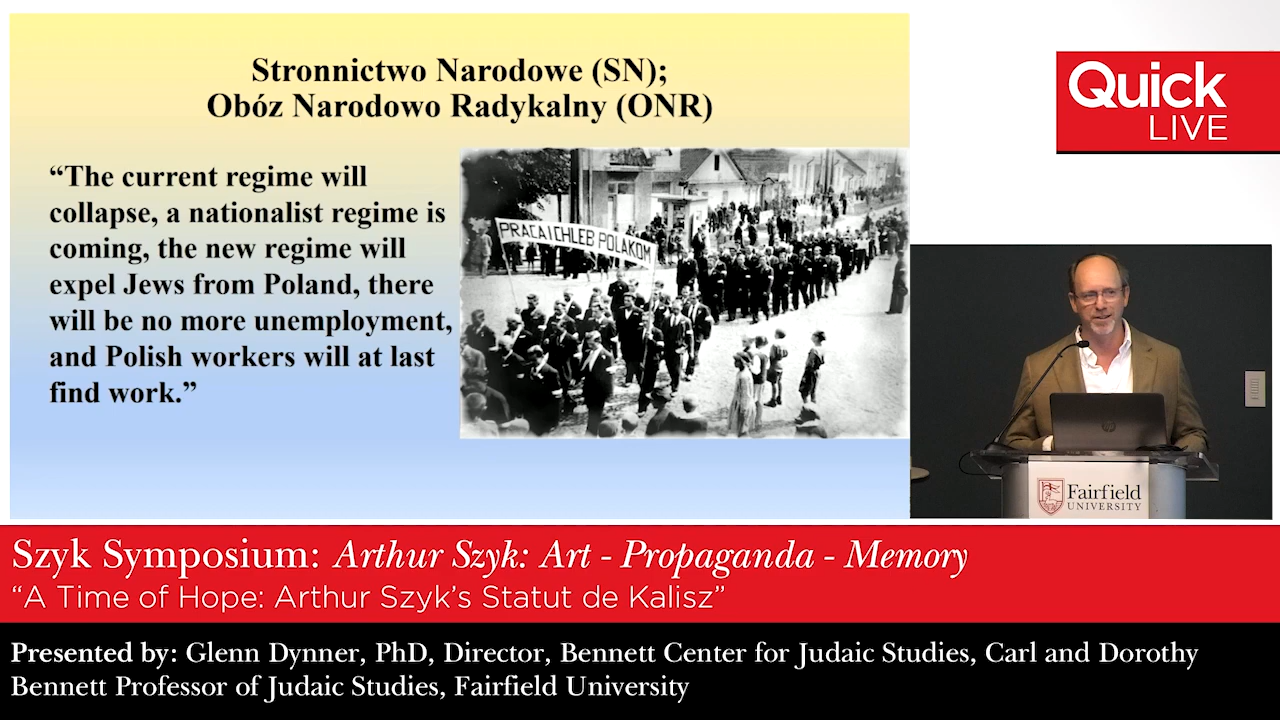 Stronnictwo Narodowe (SN);
Obóz Narodowo Radykalny (ONR)
“The current regime will
collapse, a nationalist regime is
coming, the new regime will
expel Jews from Poland, there
will be no more unemployment,
and Polish workers will at last
find work.”
PRACA I CHLEB POLAKOM
Quick
LIVE
hp
Fairfield
UNIVERSITY
Szyk Symposium: Arthur Szyk: Art - Propaganda - Memory
“A Time of Hope: Arthur Szyk’s Statut de Kalisz”
Presented by: Glenn Dynner, PhD, Director, Bennett Center for Judaic Studies, Carl and Dorothy
Bennett Professor of Judaic Studies, Fairfield University